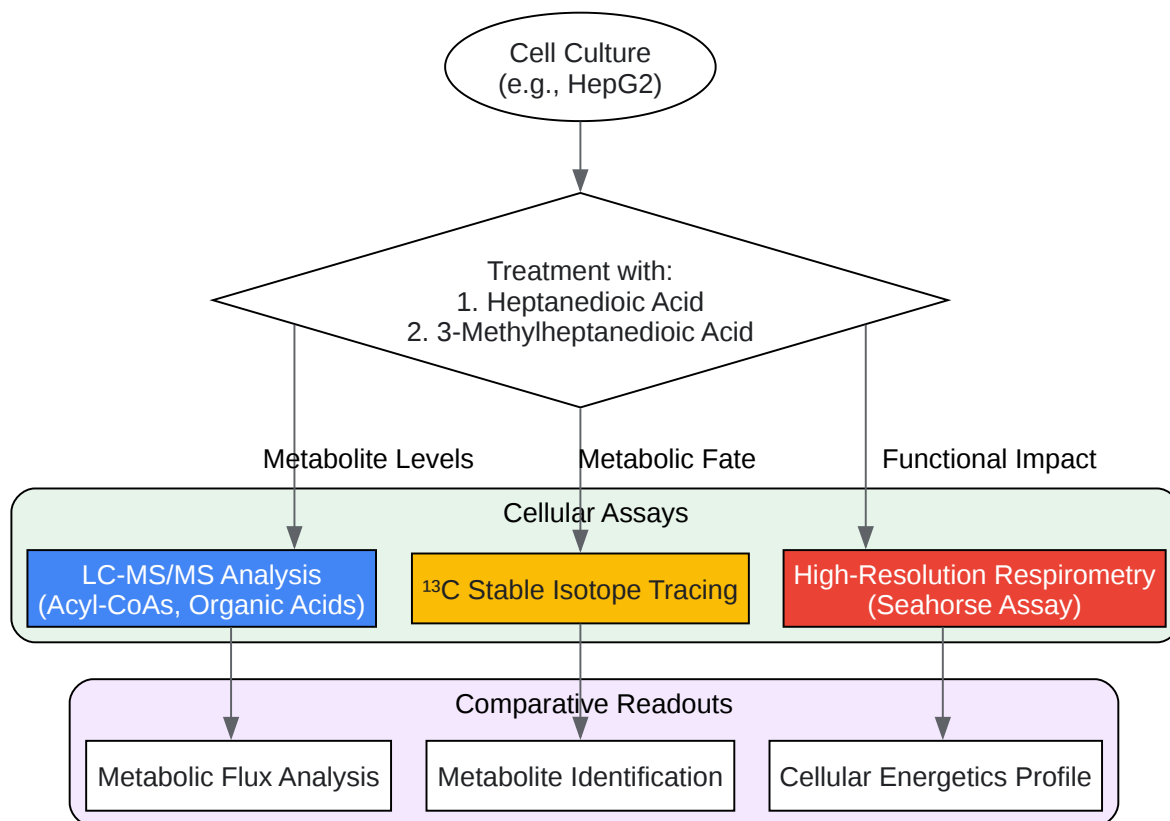 Cell Culture
(e.g., HepG2)
Treatment with:
1. Heptanedioic Acid
2. 3-Methylheptanedioic Acid
Metabolite Levels
Metabolic Fate
Functional Impact
Cellular Assays
LC-MS/MS Analysis
(Acyl-CoAs, Organic Acids)
¹³C Stable Isotope Tracing
High-Resolution Respirometry
(Seahorse Assay)
Comparative Readouts
Metabolic Flux Analysis
Metabolite Identification
Cellular Energetics Profile